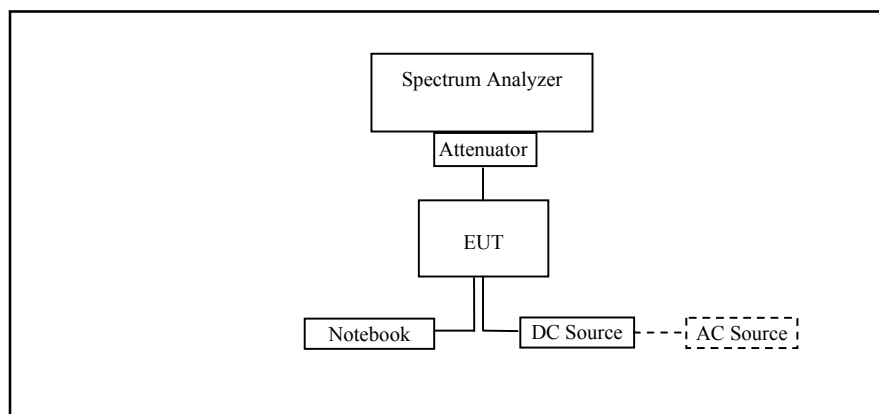 Spectrum Analyzer
Attenuator
EUT
Notebook
DC Source
AC Source